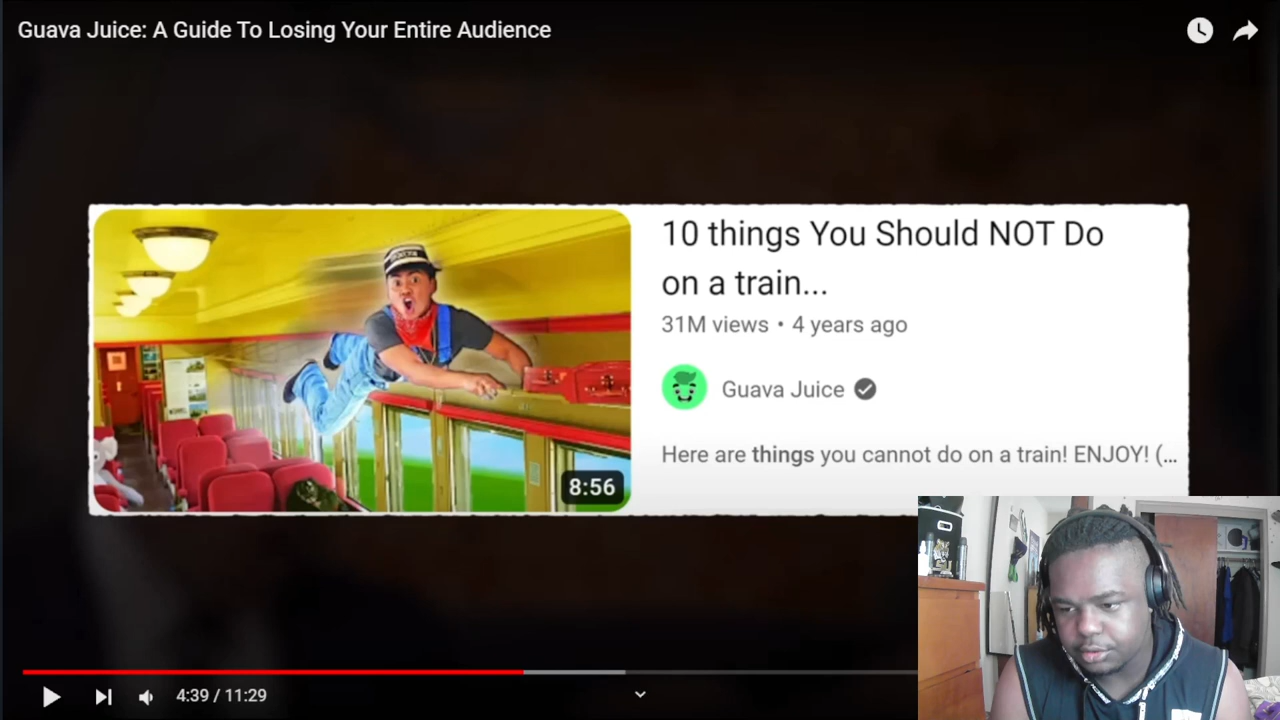 Guava Juice: A Guide To Losing Your Entire Audience
10 things You Should NOT Do
on a train...
31M views • 4 years ago
Guava Juice
Here are things you cannot do on a train! ENJOY! (...
8:56
4:39 / 11:29